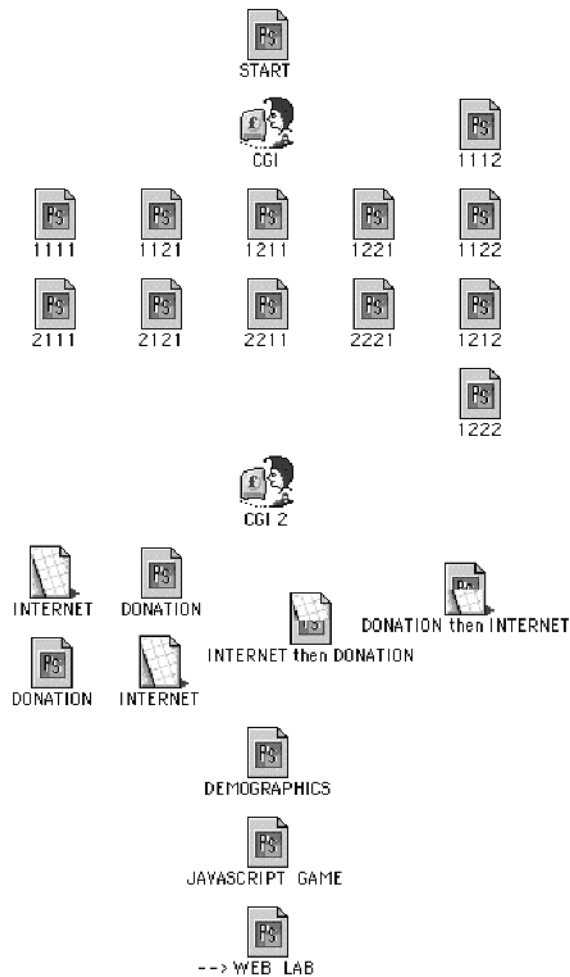 START
CGI
1112
1111 1121 1211 1221 1122
2111 2121 2211 2221 1212
1222
CGI 2
INTERNET DONATION
DONATION then INTERNET
INTERNET then DONATION
DONATION INTERNET
DEMOGRAPHICS
JAVASCRIPT GAME
--> WEB LAB